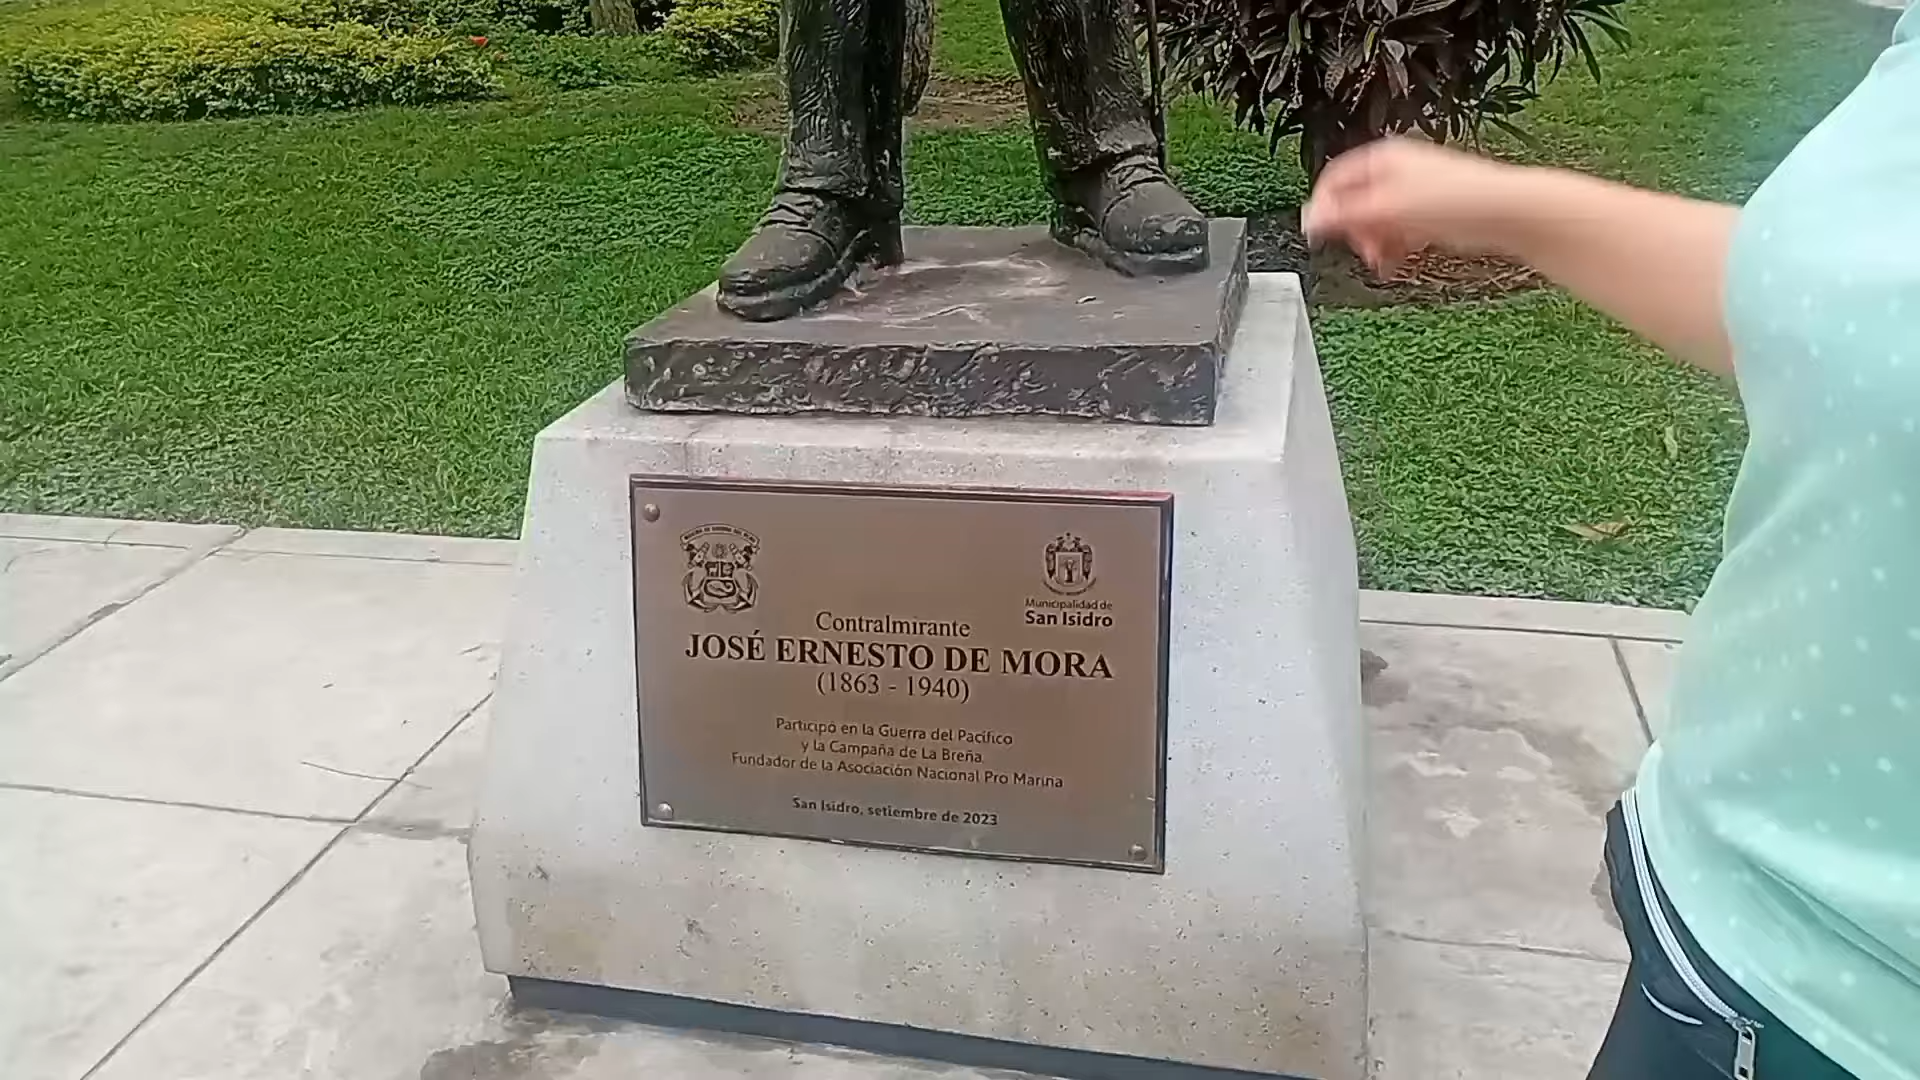 Municipalidad de
San Isidro
Contralmirante
JOSÉ ERNESTO DE MORA
(1863 - 1940)
Participó en la Guerra del Pacífico
y la Campaña de La Breña.
Fundador de la Asociación Nacional Pro Marina
San Isidro, setiembre de 2023